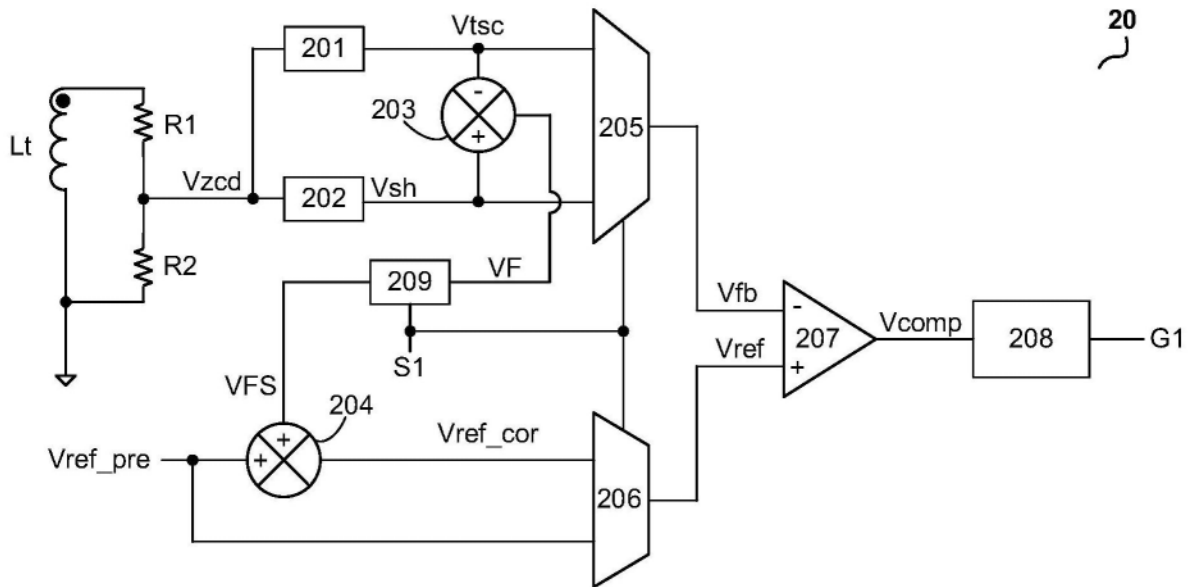 20
201
Vtsc
-
203
+
205
Lt
R1
Vzcd
202
Vsh
R2
209
VF
S1
Vfb
-
207
Vcomp
208
G1
Vref
+
VFS
204
+
Vref_pre
+
Vref_cor
206